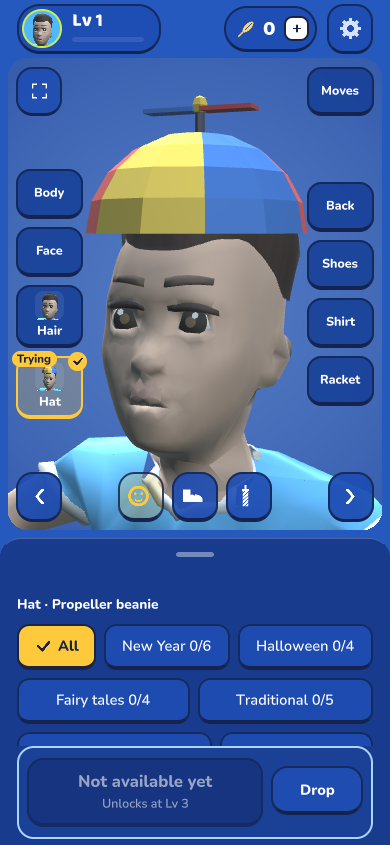 Lv 1
0
+
Moves
Body
Back
Face
Shoes
Hair
Shirt
Trying
Hat
Racket
Hat · Propeller beanie
All
New Year 0/6
Halloween 0/4
Fairy tales 0/4
Traditional 0/5
Not available yet
Unlocks at Lv 3
Drop